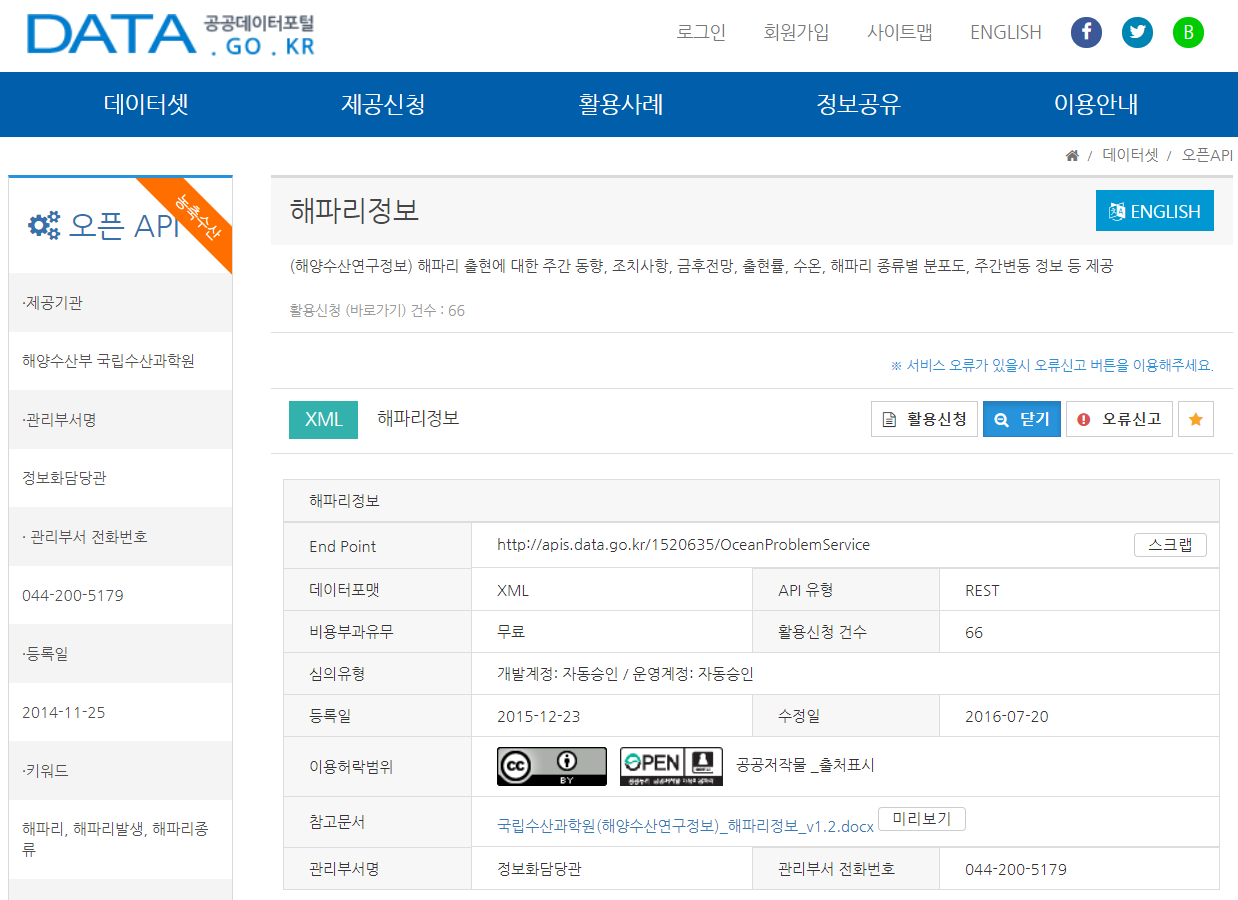 DATA 공공데이터포털
.GO.KR
로그인 회원가입 사이트맵 ENGLISH f B
데이터셋 제공신청 활용사례 정보공유 이용안내
/ 데이터셋 / 오픈API
오픈 API
농축수산
·제공기관
해양수산부 국립수산과학원
·관리부서명
정보화담당관
· 관리부서 전화번호
044-200-5179
·등록일
2014-11-25
·키워드
해파리, 해파리발생, 해파리종
류
해파리정보 ENGLISH
(해양수산연구정보) 해파리 출현에 대한 주간 동향, 조치사항, 금후전망, 출현률, 수온, 해파리 종류별 분포도, 주간변동 정보 등 제공
활용신청 (바로가기) 건수 : 66
※ 서비스 오류가 있을시 오류신고 버튼을 이용해주세요.
XML 해파리정보 활용신청 닫기 오류신고
해파리정보
End Point http://apis.data.go.kr/1520635/OceanProblemService 스크랩
데이터포맷 XML API 유형 REST
비용부과유무 무료 활용신청 건수 66
심의유형 개발계정: 자동승인 / 운영계정: 자동승인
등록일 2015-12-23 수정일 2016-07-20
이용허락범위 cc BY OPEN 공공저작물 _출처표시
참고문서 국립수산과학원(해양수산연구정보)_해파리정보_v1.2.docx 미리보기
관리부서명 정보화담당관 관리부서 전화번호 044-200-5179